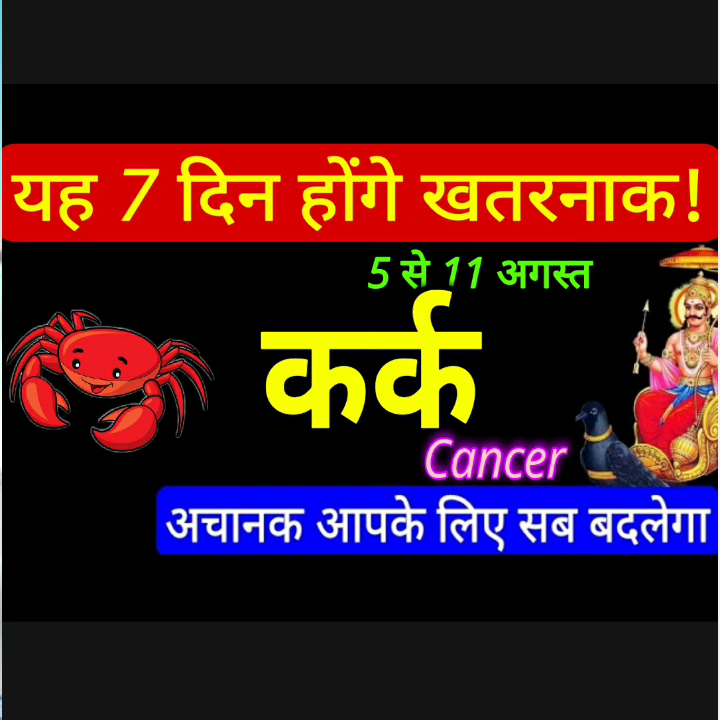 यह 7 दिन होंगे खतरनाक!
5 से 11 अगस्त
कर्क
Cancer
अचानक आपके लिए सब बदलेगा